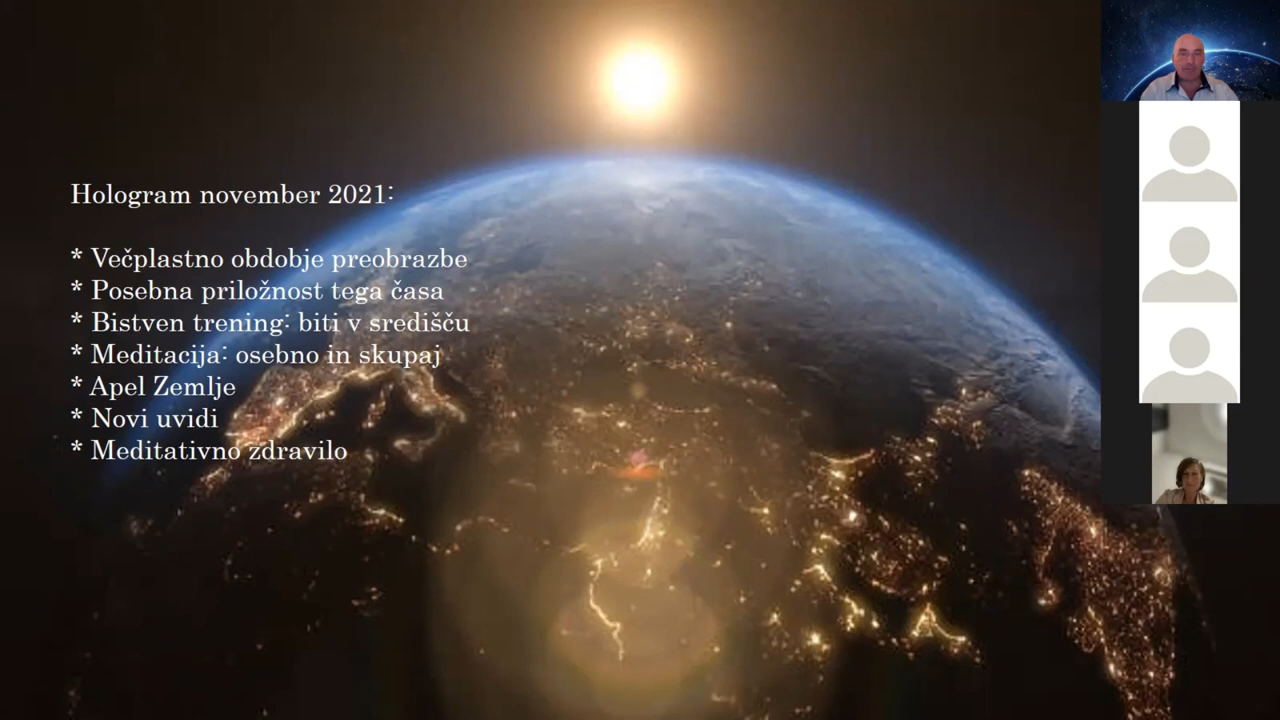 Hologram november 2021:
* Večplastno obdobje preobrazbe
* Posebna priložnost tega časa
* Bistven trening: biti v središču
* Meditacija: osebno in skupaj
* Apel Zemlje
* Novi uvidi
* Meditativno zdravilo